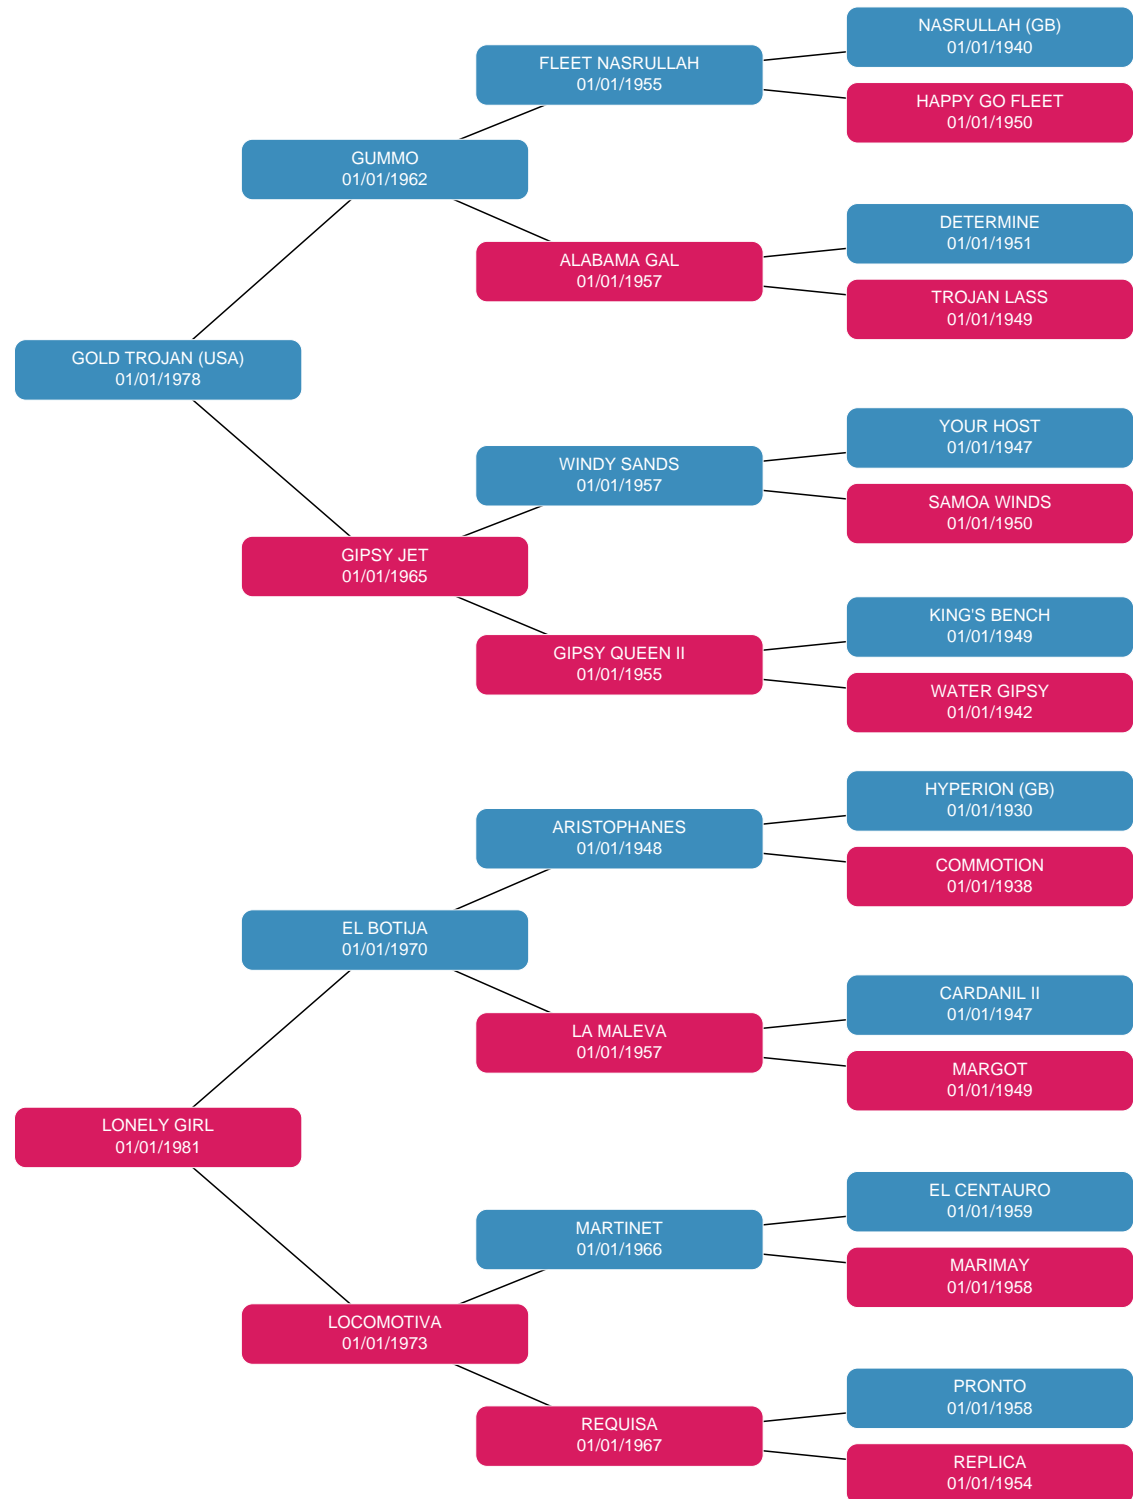 NASRULLAH (GB)
01/01/1940
FLEET NASRULLAH
01/01/1955
HAPPY GO FLEET
01/01/1950
GUMMO
01/01/1962
DETERMINE
01/01/1951
ALABAMA GAL
01/01/1957
TROJAN LASS
01/01/1949
GOLD TROJAN (USA)
01/01/1978
YOUR HOST
01/01/1947
WINDY SANDS
01/01/1957
SAMOA WINDS
01/01/1950
GIPSY JET
01/01/1965
KING'S BENCH
01/01/1949
GIPSY QUEEN II
01/01/1955
WATER GIPSY
01/01/1942
HYPERION (GB)
01/01/1930
ARISTOPHANES
01/01/1948
COMMOTION
01/01/1938
EL BOTIJA
01/01/1970
CARDANIL II
01/01/1947
LA MALEVA
01/01/1957
MARGOT
01/01/1949
LONELY GIRL
01/01/1981
EL CENTAURO
01/01/1959
MARTINET
01/01/1966
MARIMAY
01/01/1958
LOCOMOTIVA
01/01/1973
PRONTO
01/01/1958
REQUISA
01/01/1967
REPLICA
01/01/1954